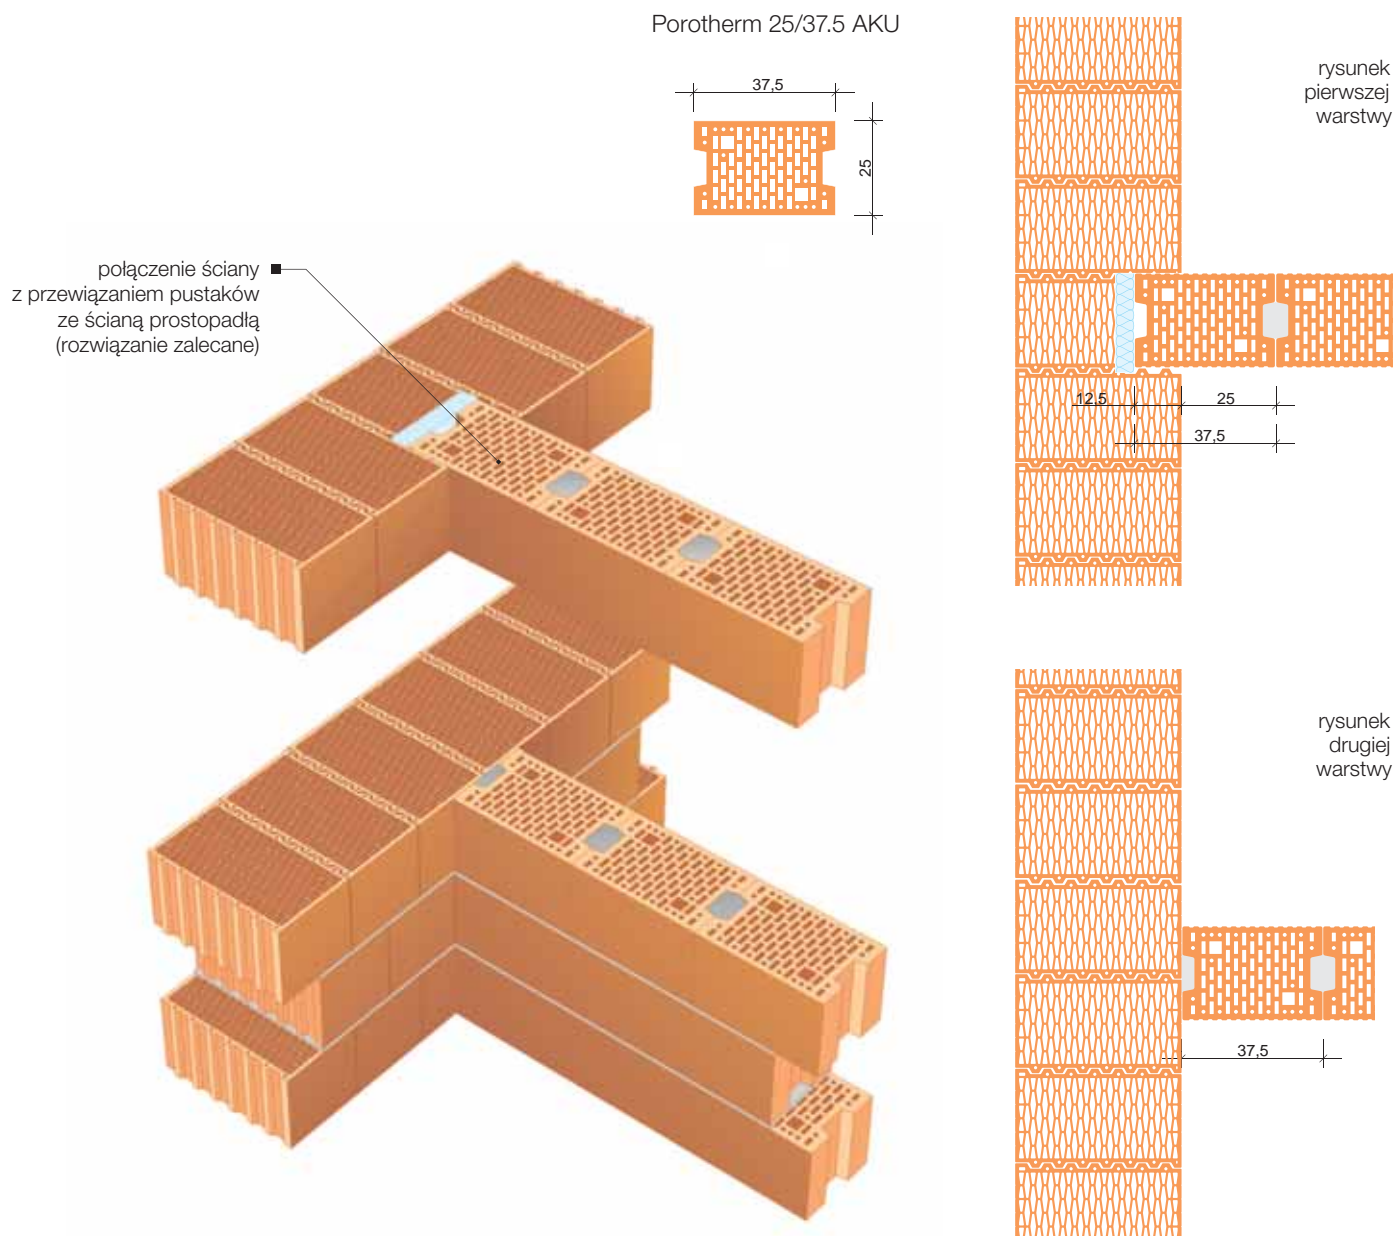 Porotherm 25/37.5 AKU
37,5
25
rysunek
pierwszej
warstwy
połączenie ściany
z przewiązaniem pustaków
ze ścianą prostopadłą
(rozwiązanie zalecane)
12,5
25
37,5
rysunek
drugiej
warstwy
37,5